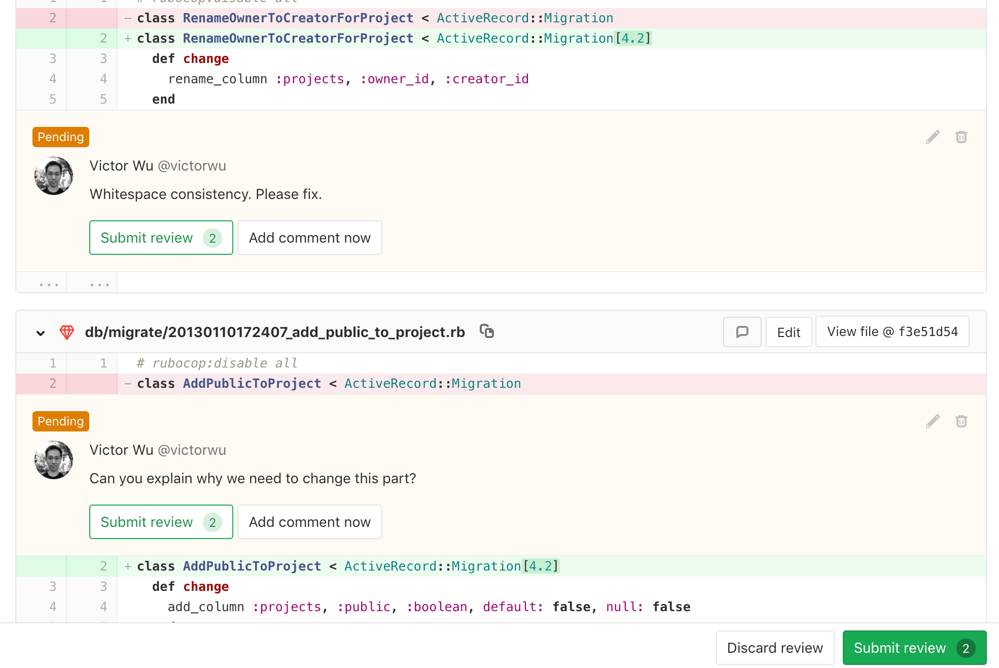 1 1 # rubocop:disable all
2 − class RenameOwnerToCreatorForProject < ActiveRecord::Migration
2 + class RenameOwnerToCreatorForProject < ActiveRecord::Migration[4.2]
3 3 def change
4 4 rename_column :projects, :owner_id, :creator_id
5 5 end
Pending
Victor Wu @victorwu
Whitespace consistency. Please fix.
Submit review 2 Add comment now
... ...
db/migrate/20130110172407_add_public_to_project.rb Edit View file @ f3e51d54
1 1 # rubocop:disable all
2 − class AddPublicToProject < ActiveRecord::Migration
Pending
Victor Wu @victorwu
Can you explain why we need to change this part?
Submit review 2 Add comment now
2 + class AddPublicToProject < ActiveRecord::Migration[4.2]
3 3 def change
4 4 add_column :projects, :public, :boolean, default: false, null: false
Discard review Submit review 2